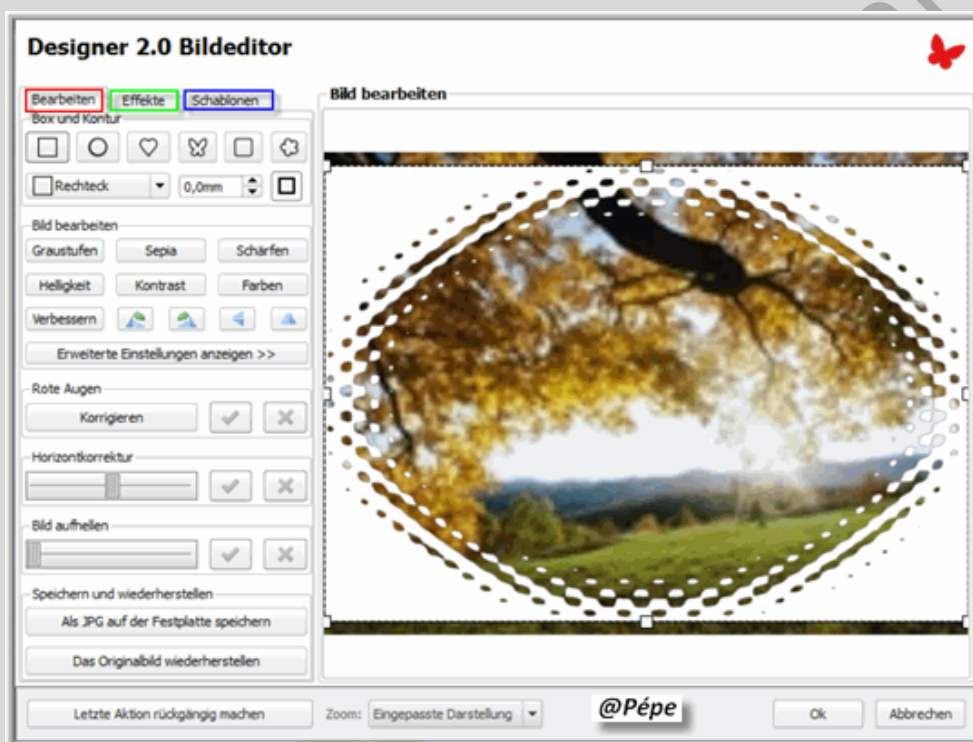 Designer 2.0 Bildeditor
Bearbeiten Effekte Schablonen
Box und Kontur
Rechteck 0,0mm
Bild bearbeiten
Graustufen Sepia Schärfen
Helligkeit Kontrast Farben
Verbessern
Erweiterte Einstellungen anzeigen >>
Rote Augen
Korrigieren
Horizontkorrektur
Bild aufhellen
Speichern und wiederherstellen
Als JPG auf der Festplatte speichern
Das Originalbild wiederherstellen
Bild bearbeiten
Letzte Aktion rückgängig machen
Zoom: Eingepasste Darstellung
@Pépe
Ok Abbrechen